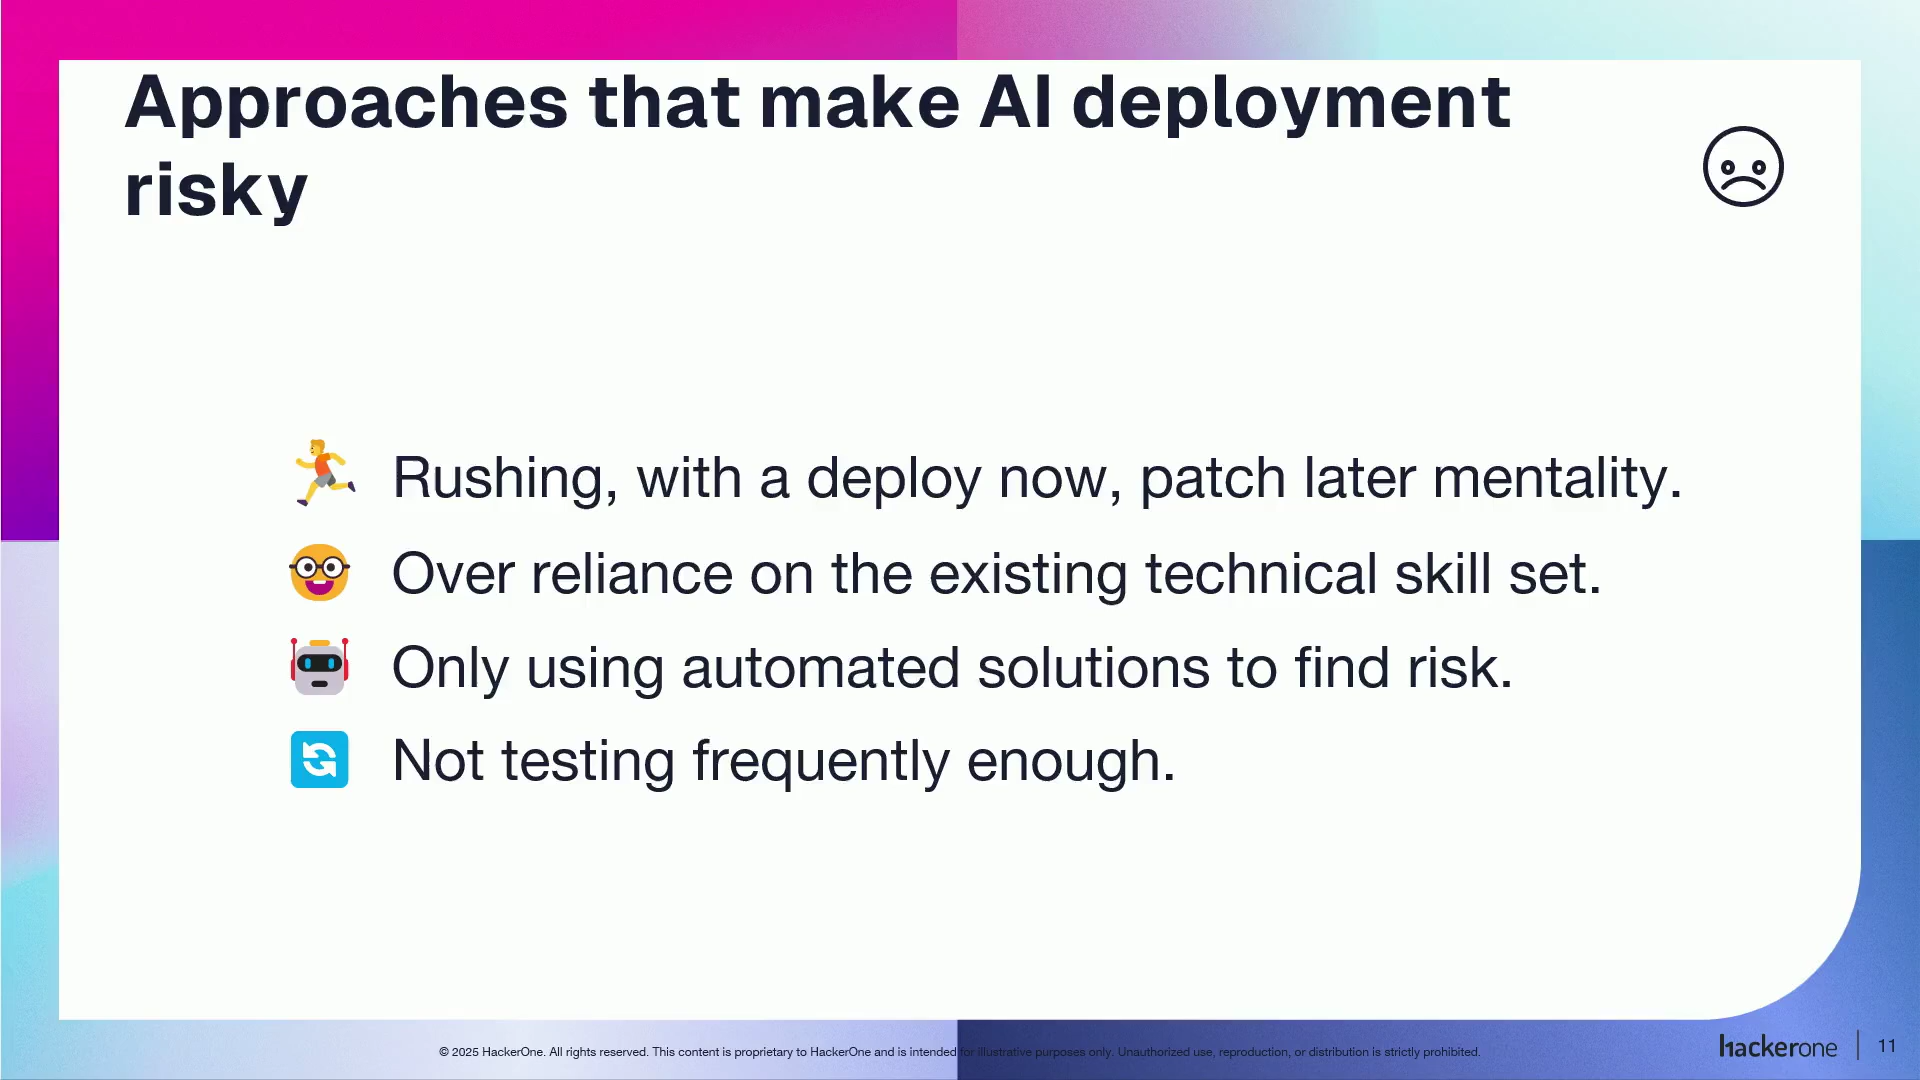 Approaches that make AI deployment
risky
Rushing, with a deploy now, patch later mentality.
Over reliance on the existing technical skill set.
Only using automated solutions to find risk.
Not testing frequently enough.
© 2025 HackerOne. All rights reserved. This content is proprietary to HackerOne and is intended for illustrative purposes only. Unauthorized use, reproduction, or distribution is strictly prohibited.
hackerone
11